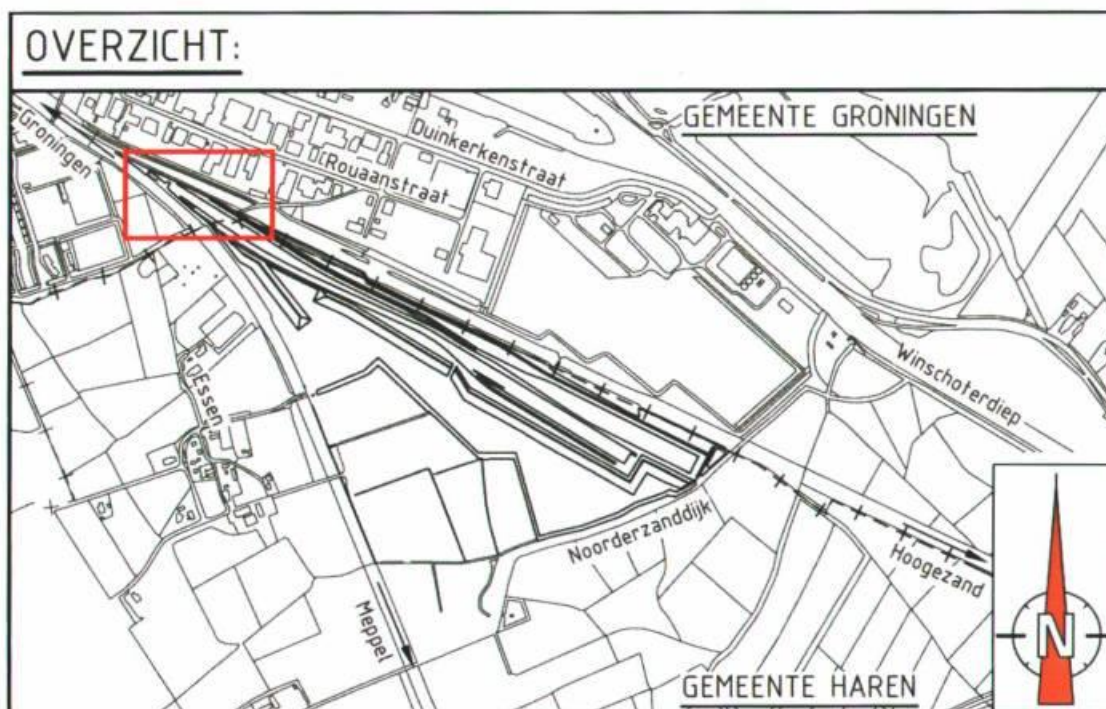 OVERZICHT:
GEMEENTE GRONINGEN
Groningen
Duinkerkenstraat
Rouaanstraat
Winschoterdiep
Essen
Noorderzanddijk
Hoogezand
Meppel
N
GEMEENTE HAREN